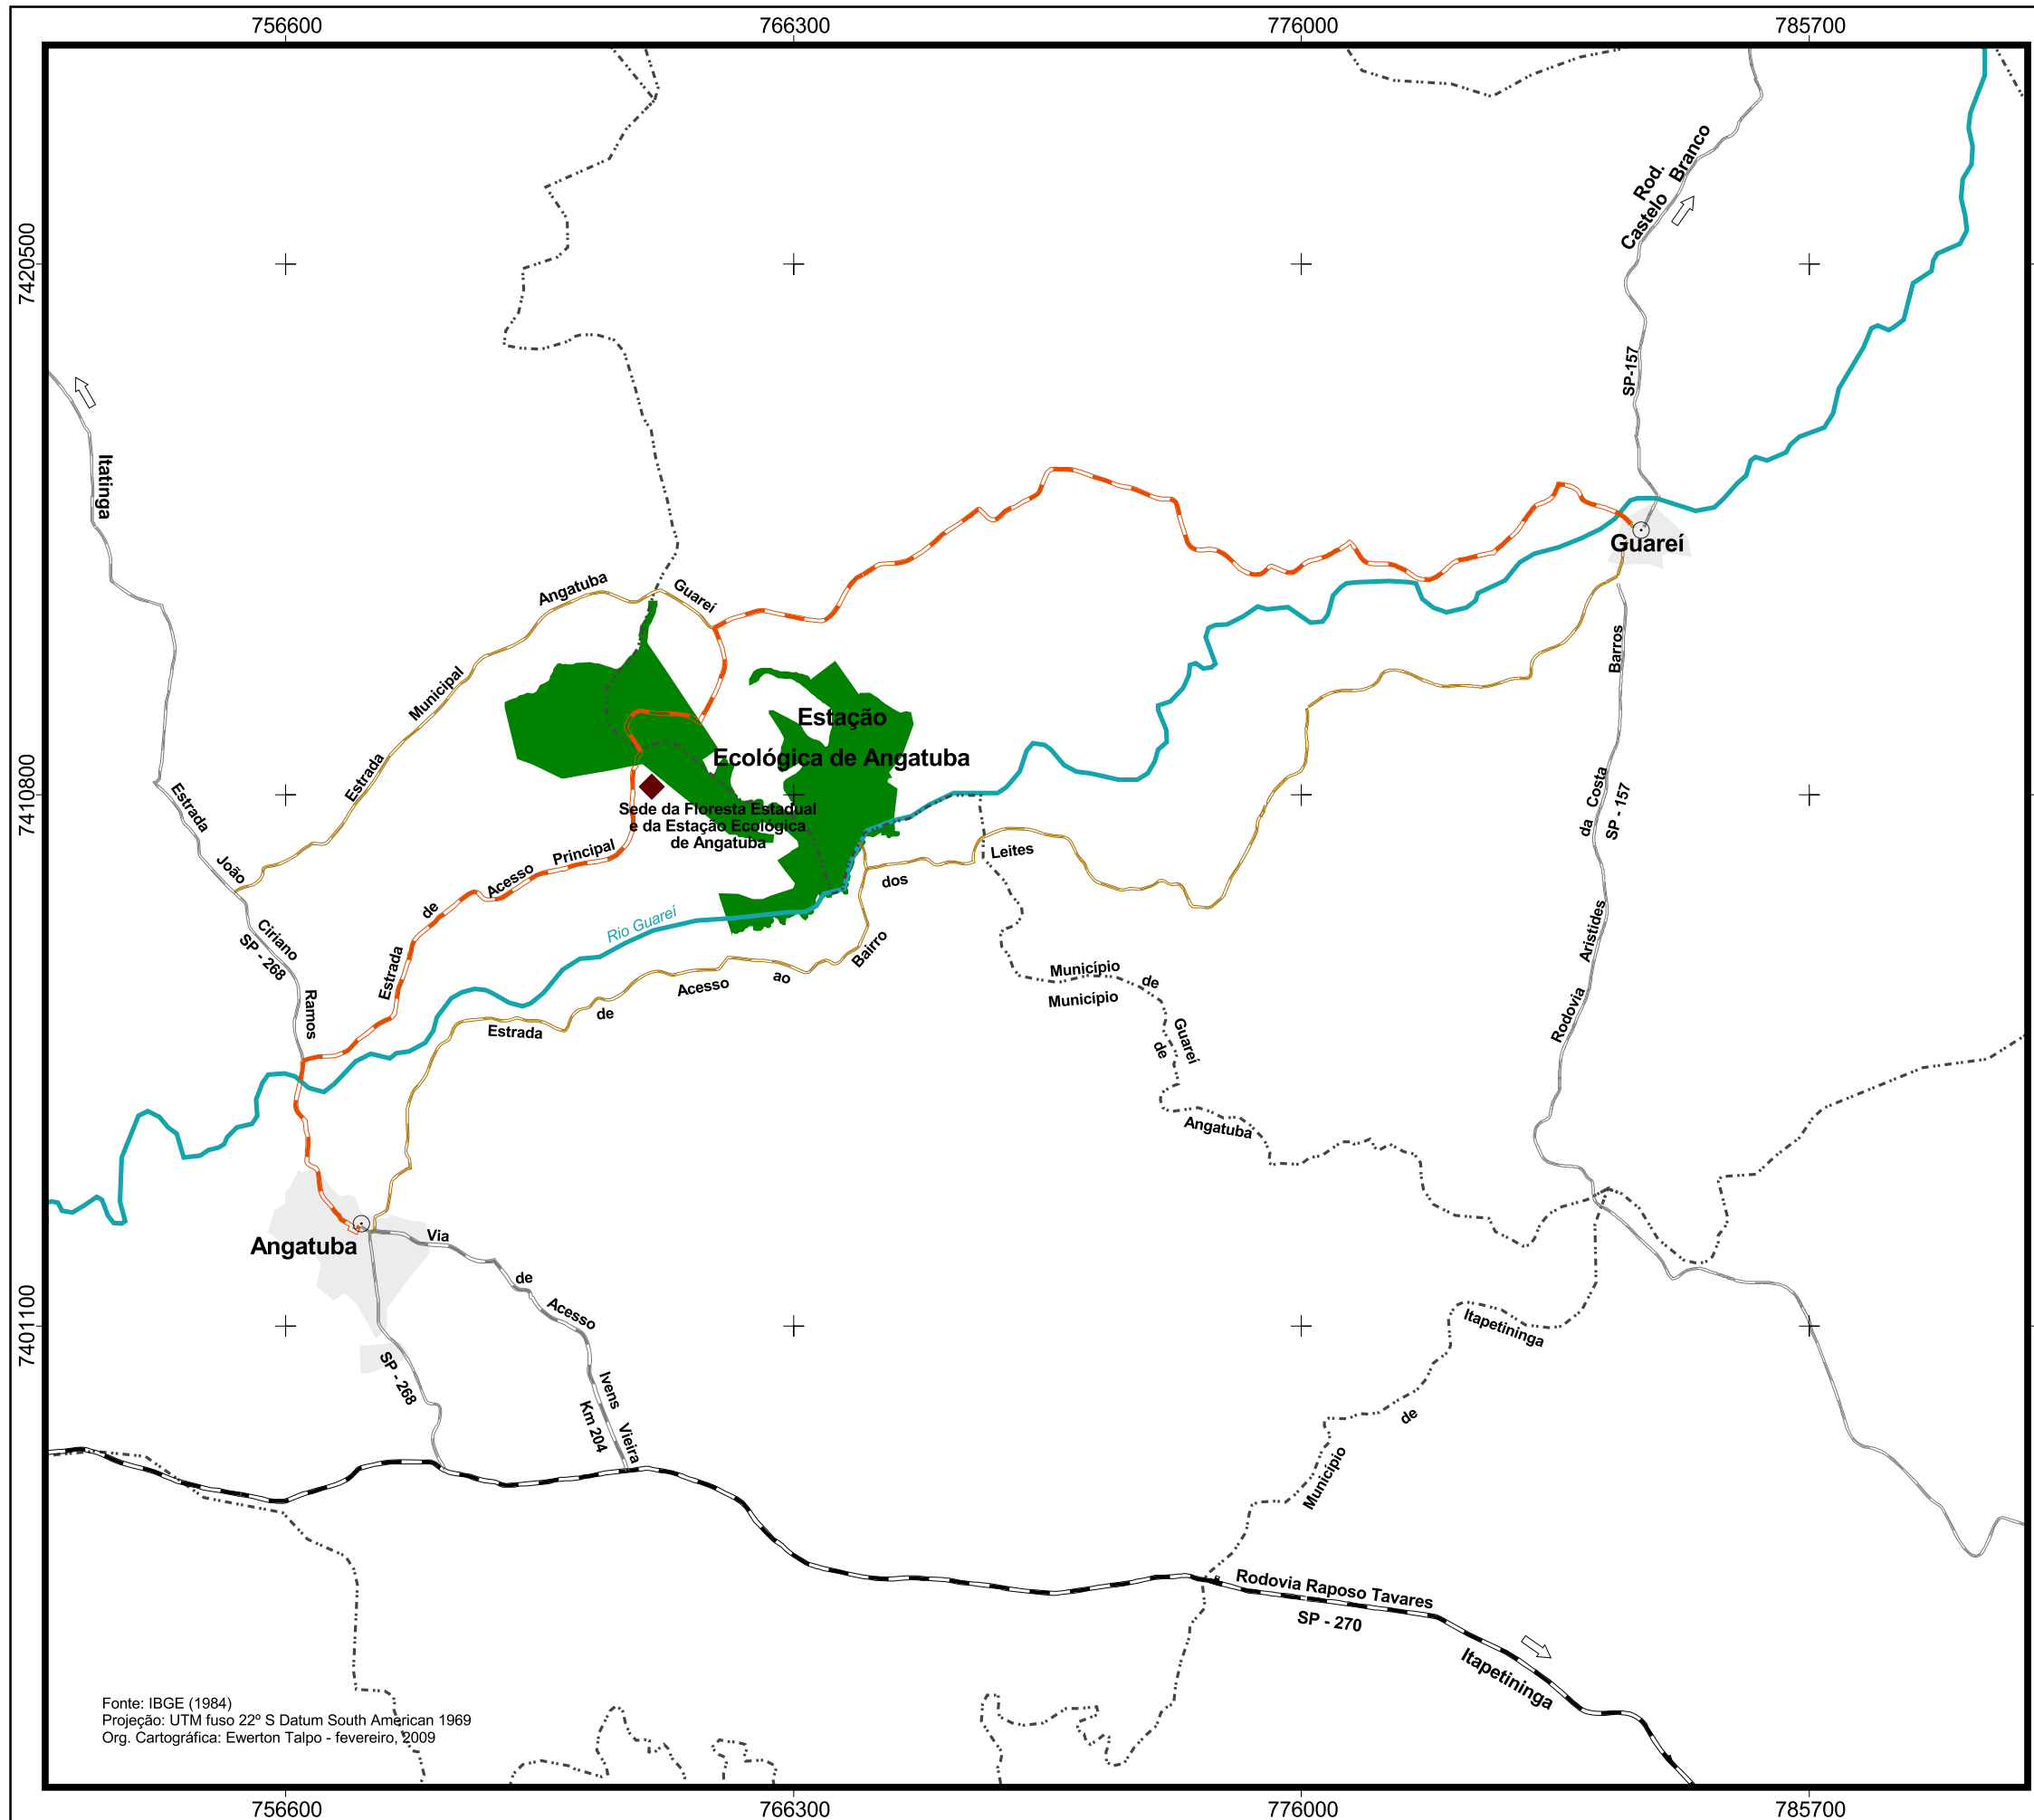 756600 766300 776000 785700
7420500
7410800
7401100
Rod.
Castelo Branco
SP-157
Itatinga
Guareí
Estrada Municipal Angatuba Guareí
Estação
Ecológica de Angatuba
Sede da Floresta Estadual
e da Estação Ecológica
de Angatuba
Estrada João Ciriano Ramos
SP - 268
Estrada de Acesso Principal
Rio Guareí
Estrada de Acesso ao Bairro dos Leites
Rodovia Aristides da Costa Barros
SP - 157
Município de Guareí
Município de Angatuba
Angatuba
Via de Acesso Ivens Vieira
Km 204
SP - 268
Município de Itapetininga
Rodovia Raposo Tavares
SP - 270
Itapetininga
Fonte: IBGE (1984)
Projeção: UTM fuso 22º S Datum South American 1969
Org. Cartográfica: Ewerton Talpo - fevereiro, 2009
756600 766300 776000 785700